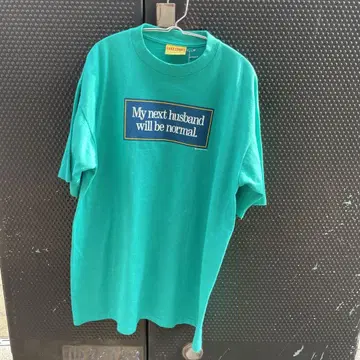 My next husband
will be normal.